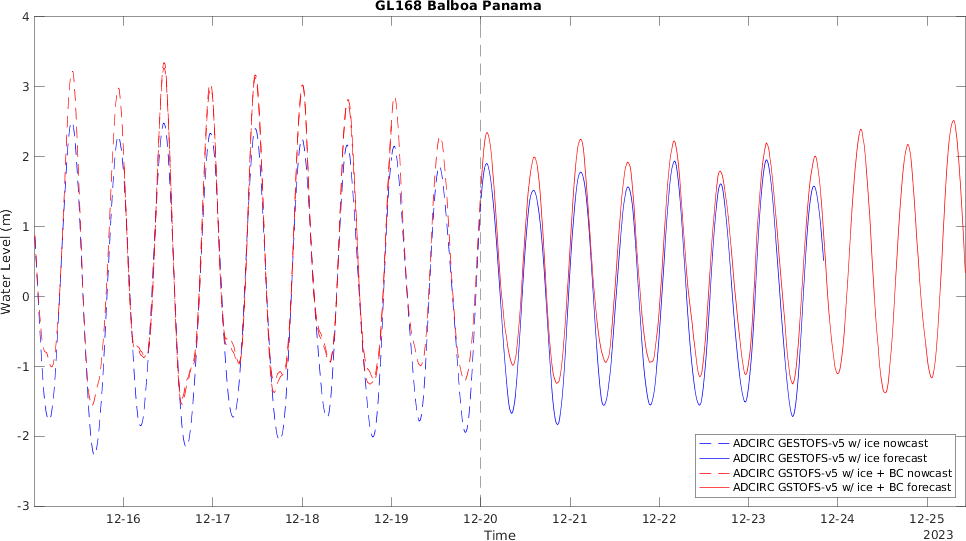 GL168 Balboa Panama
4
3
2
1
0
-1
-2
-3
Water Level (m)
ADCIRC GESTOFS-v5 w/ ice nowcast
ADCIRC GESTOFS-v5 w/ ice forecast
ADCIRC GSTOFS-v5 w/ ice + BC nowcast
ADCIRC GSTOFS-v5 w/ ice + BC forecast
12-16 12-17 12-18 12-19 12-20 12-21 12-22 12-23 12-24 12-25
Time
2023